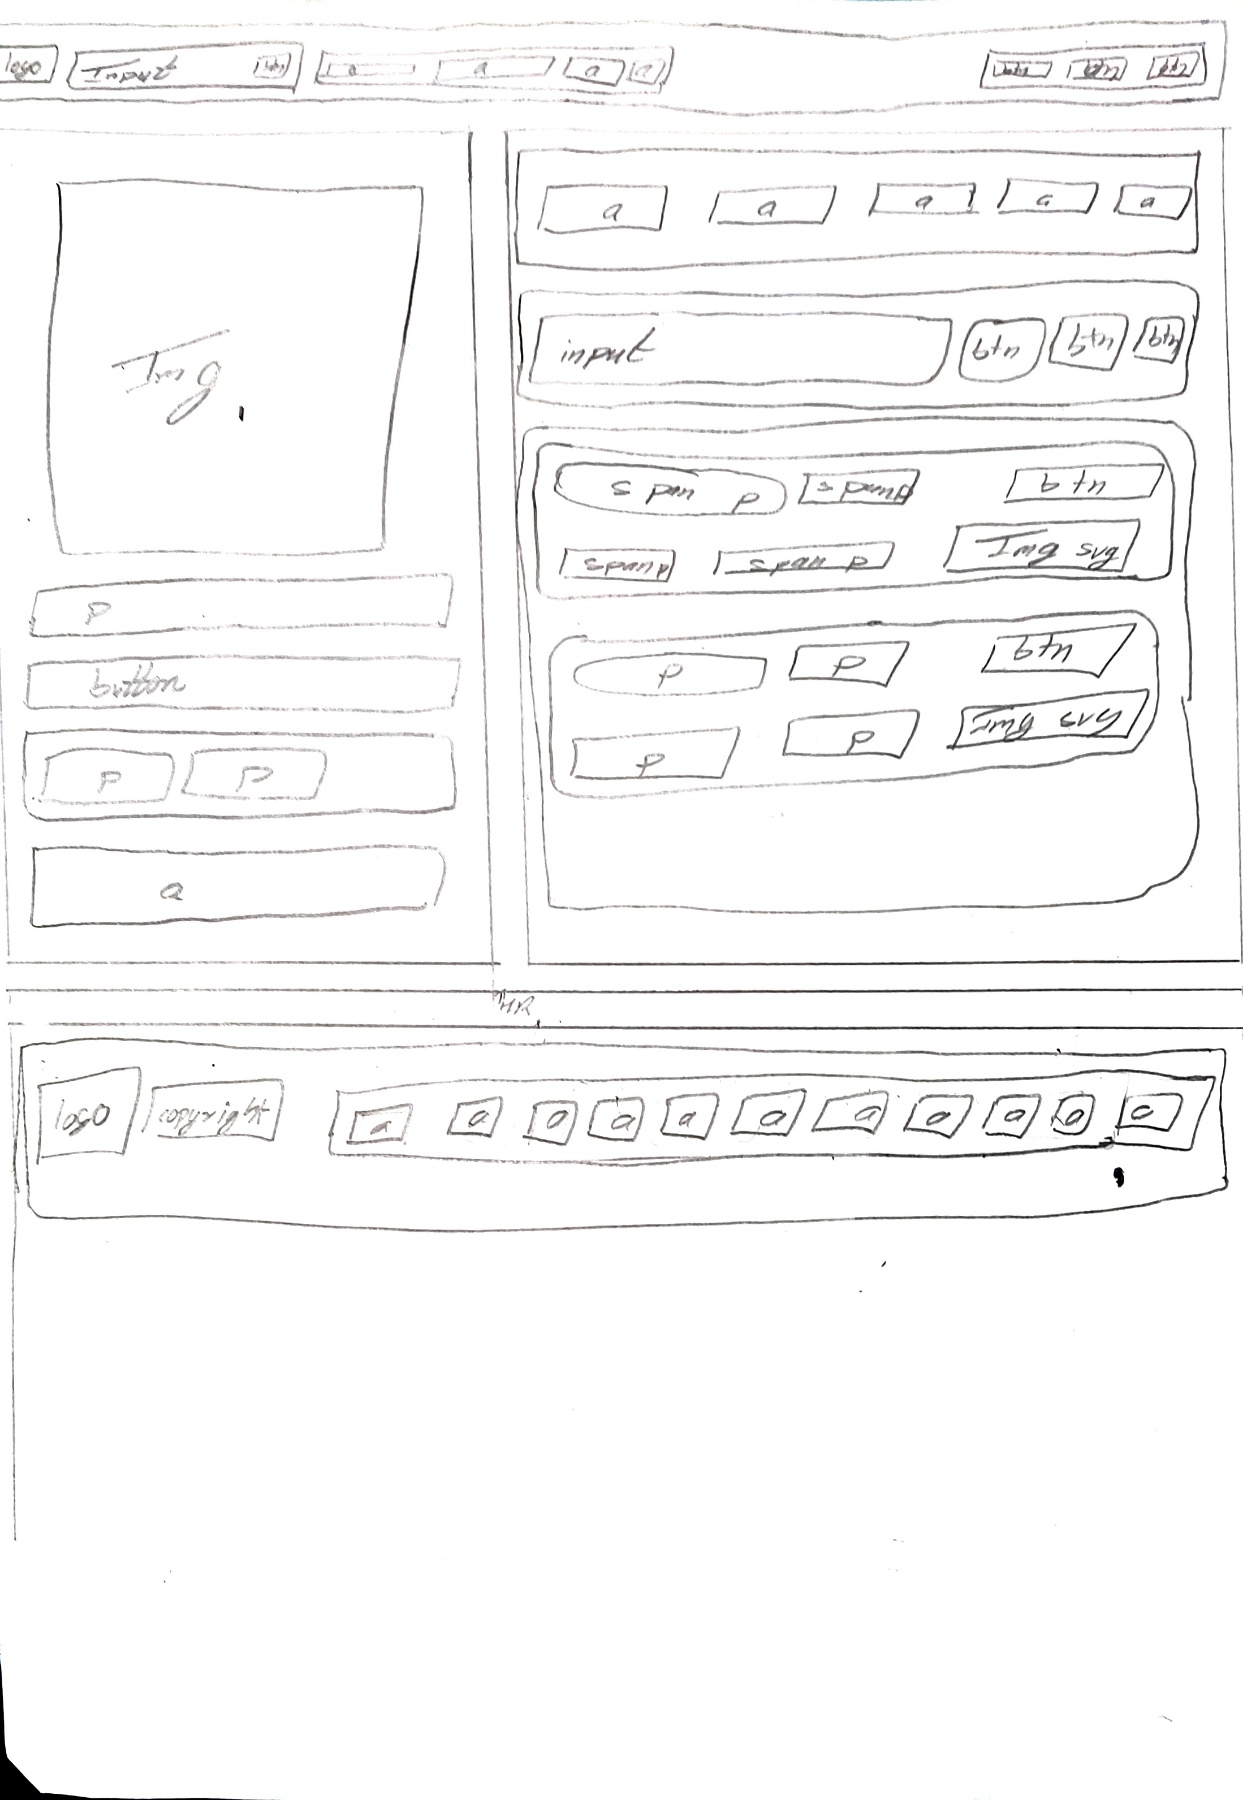 logo Input btn a a a a btn btn btn
Img
p
button
p p
a
a a a a a
input btn btn btn
span p span p btn
span p span p Img svg
p p btn
p p Img svg
HR
logo copyright a a a a a a a a a a a